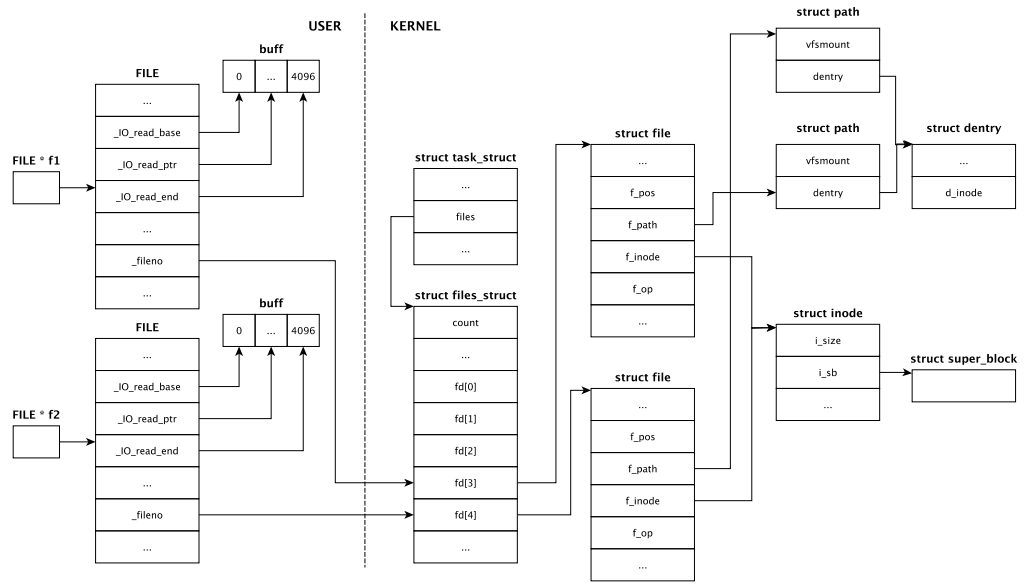 USER
KERNEL
FILE * f1
FILE
...
_IO_read_base
_IO_read_ptr
_IO_read_end
...
_fileno
...
buff
0
...
4096
FILE * f2
FILE
...
_IO_read_base
_IO_read_ptr
_IO_read_end
...
_fileno
...
buff
0
...
4096
struct task_struct
...
files
...
struct files_struct
count
...
fd[0]
fd[1]
fd[2]
fd[3]
fd[4]
...
struct file
...
f_pos
f_path
f_inode
f_op
...
struct file
...
f_pos
f_path
f_inode
f_op
...
struct path
vfsmount
dentry
struct path
vfsmount
dentry
struct dentry
...
d_inode
struct inode
i_size
i_sb
...
struct super_block